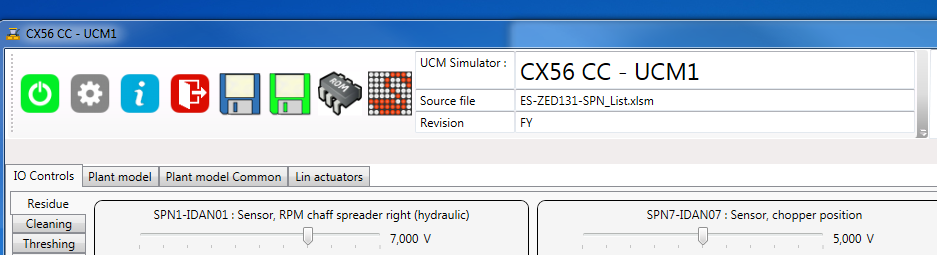 CX56 CC - UCM1
UCM Simulator : CX56 CC - UCM1
Source file ES-ZED131-SPN_List.xlsm
Revision FY
ROM
IO Controls Plant model Plant model Common Lin actuators
Residue
Cleaning
Threshing
SPN1-IDAN01 : Sensor, RPM chaff spreader right (hydraulic)
7,000 V
SPN7-IDAN07 : Sensor, chopper position
5,000 V